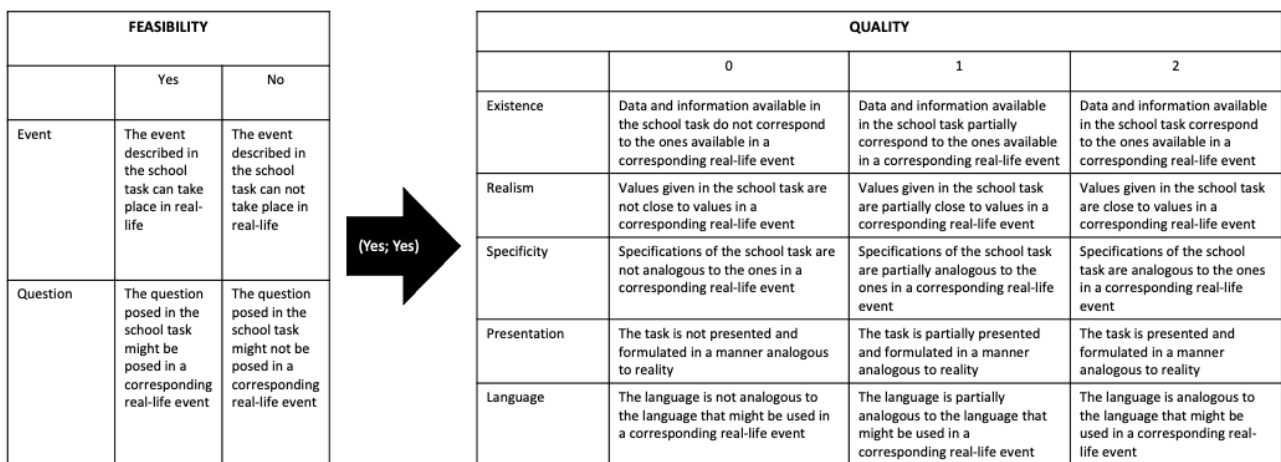 FEASIBILITY
Yes
No
Event
The event
described in
the school
task can take
place in real-
life
The event
described in
the school
task can not
take place in
real-life
Question
The question
posed in the
school task
might be
posed in a
corresponding
real-life event
The question
posed in the
school task
might not be
posed in a
corresponding
real-life event
(Yes; Yes)
QUALITY
0
1
2
Existence
Data and information available in
the school task do not correspond
to the ones available in a
corresponding real-life event
Data and information available
in the school task partially
correspond to the ones available
in a corresponding real-life event
Data and information available
in the school task correspond
to the ones available in a
corresponding real-life event
Realism
Values given in the school task are
not close to values in a
corresponding real-life event
Values given in the school task
are partially close to values in a
corresponding real-life event
Values given in the school task
are close to values in a
corresponding real-life event
Specificity
Specifications of the school task are
not analogous to the ones in a
corresponding real-life event
Specifications of the school task
are partially analogous to the
ones in a corresponding real-life
event
Specifications of the school
task are analogous to the ones
in a corresponding real-life
event
Presentation
The task is not presented and
formulated in a manner analogous
to reality
The task is partially presented
and formulated in a manner
analogous to reality
The task is presented and
formulated in a manner
analogous to reality
Language
The language is not analogous to
the language that might be used in
a corresponding real-life event
The language is partially
analogous to the language that
might be used in a
corresponding real-life event
The language is analogous to
the language that might be
used in a corresponding real-
life event